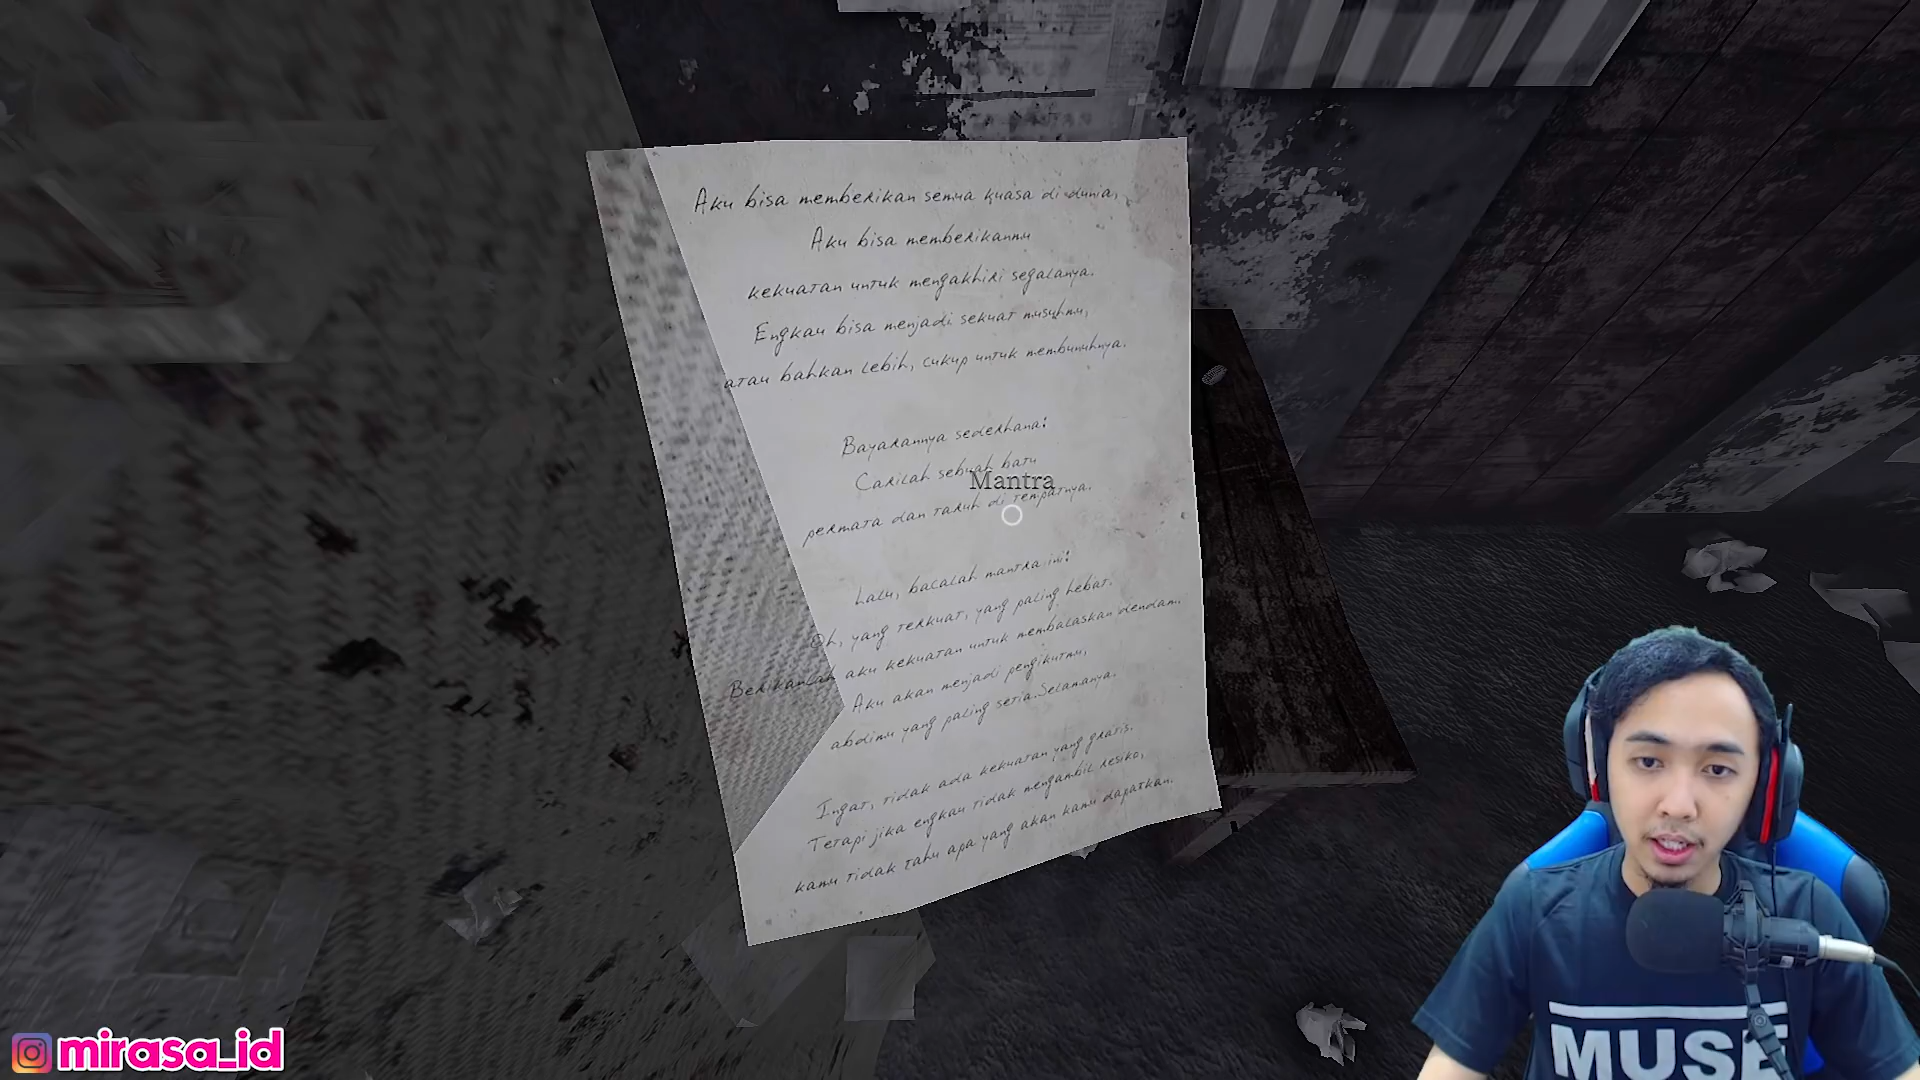 Aku bisa memberikan semua kuasa di dunia,
Aku bisa memberikanmu
kekuatan untuk mengakhiri segalanya.
Engkau bisa menjadi sekuat musuhmu,
atau bahkan lebih, cukup untuk membunuhnya.
Bayarannya sederhana:
Carilah sebuah batu
Mantra
permata dan taruh di tempatnya.
Lalu, bacalah mantra ini:
Oh, yang terkuat, yang paling hebat.
Berikanlah aku kekuatan untuk membalaskan dendam..
Aku akan menjadi pengikutmu,
abdimu yang paling setia.Selamanya.
Ingat, tidak ada kekuatan yang gratis.
Tetapi jika engkau tidak mengambil resiko,
kamu tidak tahu apa yang akan kamu dapatkan.
mirasa_id
MUSE